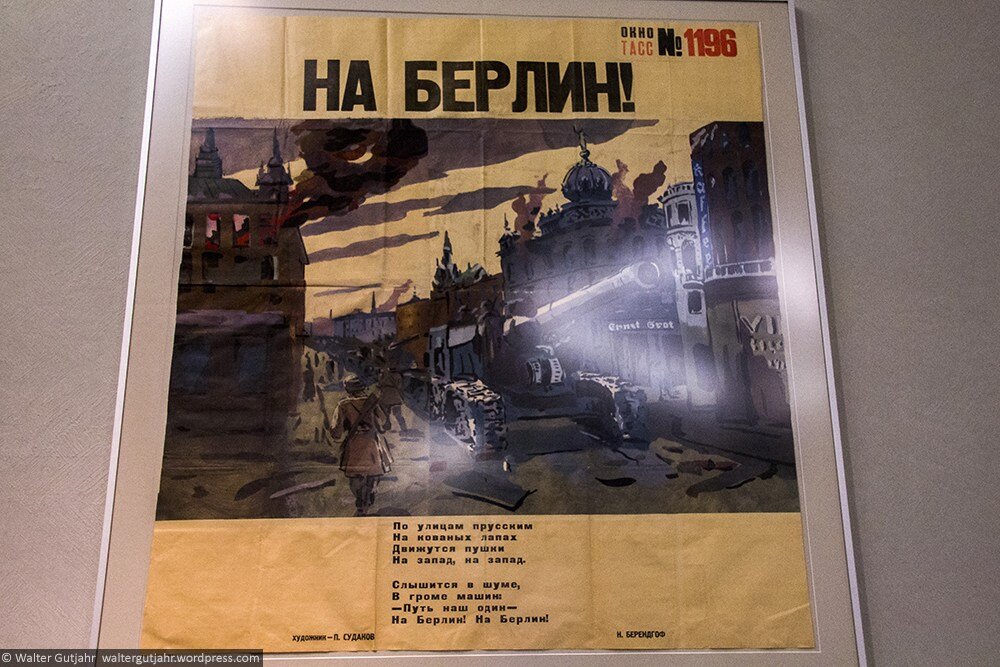 ОКНО
ТАСС № 1196
НА БЕРЛИН!
Ernst Grot
По улицам прусским
На кованых лапах
Движутся пушки
На запад, на запад.
Слышится в шуме,
В громе машин:
—Путь наш один—
На Берлин! На Берлин!
художник—П. СУДАКОВ
Н. БЕРЕНДГОФ
© Walter Gutjahr waltergutjahr.wordpress.com